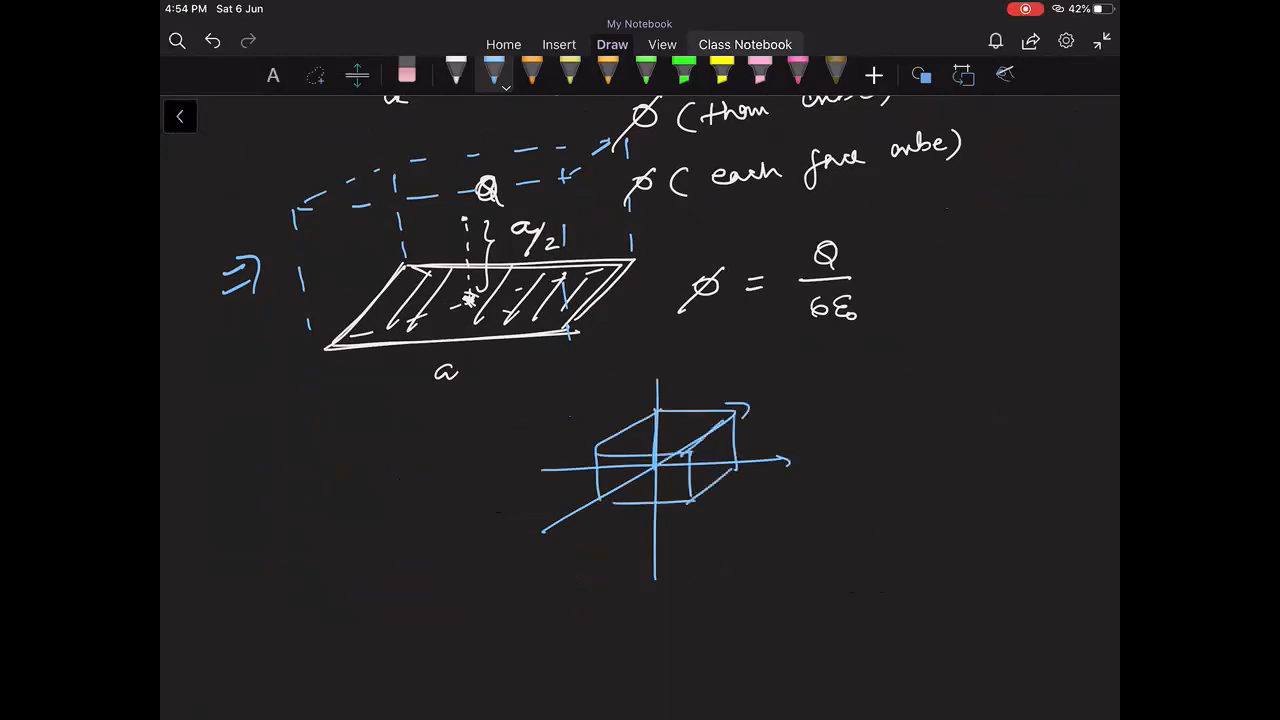 4:54 PM Sat 6 Jun
42%
My Notebook
Home Insert Draw View Class Notebook
A
a
ϕ (
ϕ ( each face cube)
Q
a/2
ϕ = Q / 6ε₀
a